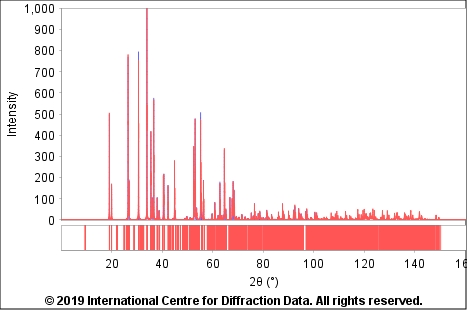 1,000
900
800
700
600
500
400
300
200
100
0
Intensity
20 40 60 80 100 120 140 16
2θ (°)
© 2019 International Centre for Diffraction Data. All rights reserved.